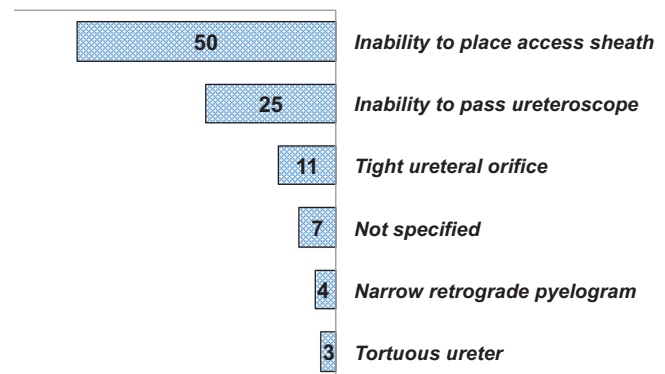 50 Inability to place access sheath
25 Inability to pass ureteroscope
11 Tight ureteral orifice
7 Not specified
4 Narrow retrograde pyelogram
3 Tortuous ureter